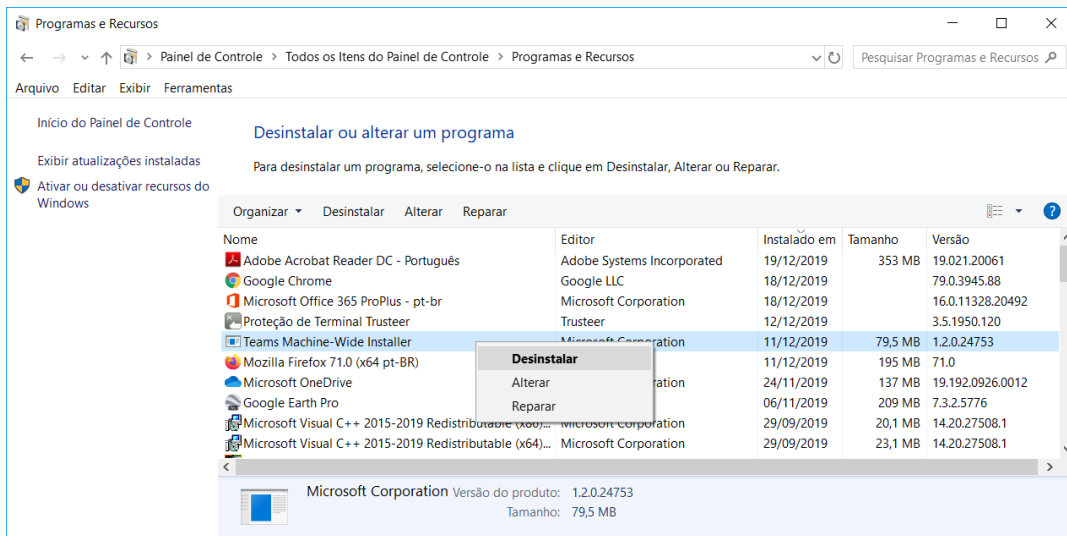 Programas e Recursos
Painel de Controle > Todos os Itens do Painel de Controle > Programas e Recursos
Pesquisar Programas e Recursos
Arquivo Editar Exibir Ferramentas
Início do Painel de Controle
Exibir atualizações instaladas
Ativar ou desativar recursos do
Windows
Desinstalar ou alterar um programa
Para desinstalar um programa, selecione-o na lista e clique em Desinstalar, Alterar ou Reparar.
Organizar Desinstalar Alterar Reparar
Nome Editor Instalado em Tamanho Versão
Adobe Acrobat Reader DC - Português Adobe Systems Incorporated 19/12/2019 353 MB 19.021.20061
Google Chrome Google LLC 18/12/2019 79.0.3945.88
Microsoft Office 365 ProPlus - pt-br Microsoft Corporation 18/12/2019 16.0.11328.20492
Proteção de Terminal Trusteer Trusteer 12/12/2019 3.5.1950.120
Teams Machine-Wide Installer Microsoft Corporation 11/12/2019 79,5 MB 1.2.0.24753
Mozilla Firefox 71.0 (x64 pt-BR) 11/12/2019 195 MB 71.0
Microsoft OneDrive ration 24/11/2019 137 MB 19.192.0926.0012
Google Earth Pro 06/11/2019 209 MB 7.3.2.5776
Microsoft Visual C++ 2015-2019 Redistributable (x86)... Microsoft Corporation 29/09/2019 20,1 MB 14.20.27508.1
Microsoft Visual C++ 2015-2019 Redistributable (x64)... Microsoft Corporation 29/09/2019 23,1 MB 14.20.27508.1
Desinstalar
Alterar
Reparar
Microsoft Corporation Versão do produto: 1.2.0.24753
Tamanho: 79,5 MB